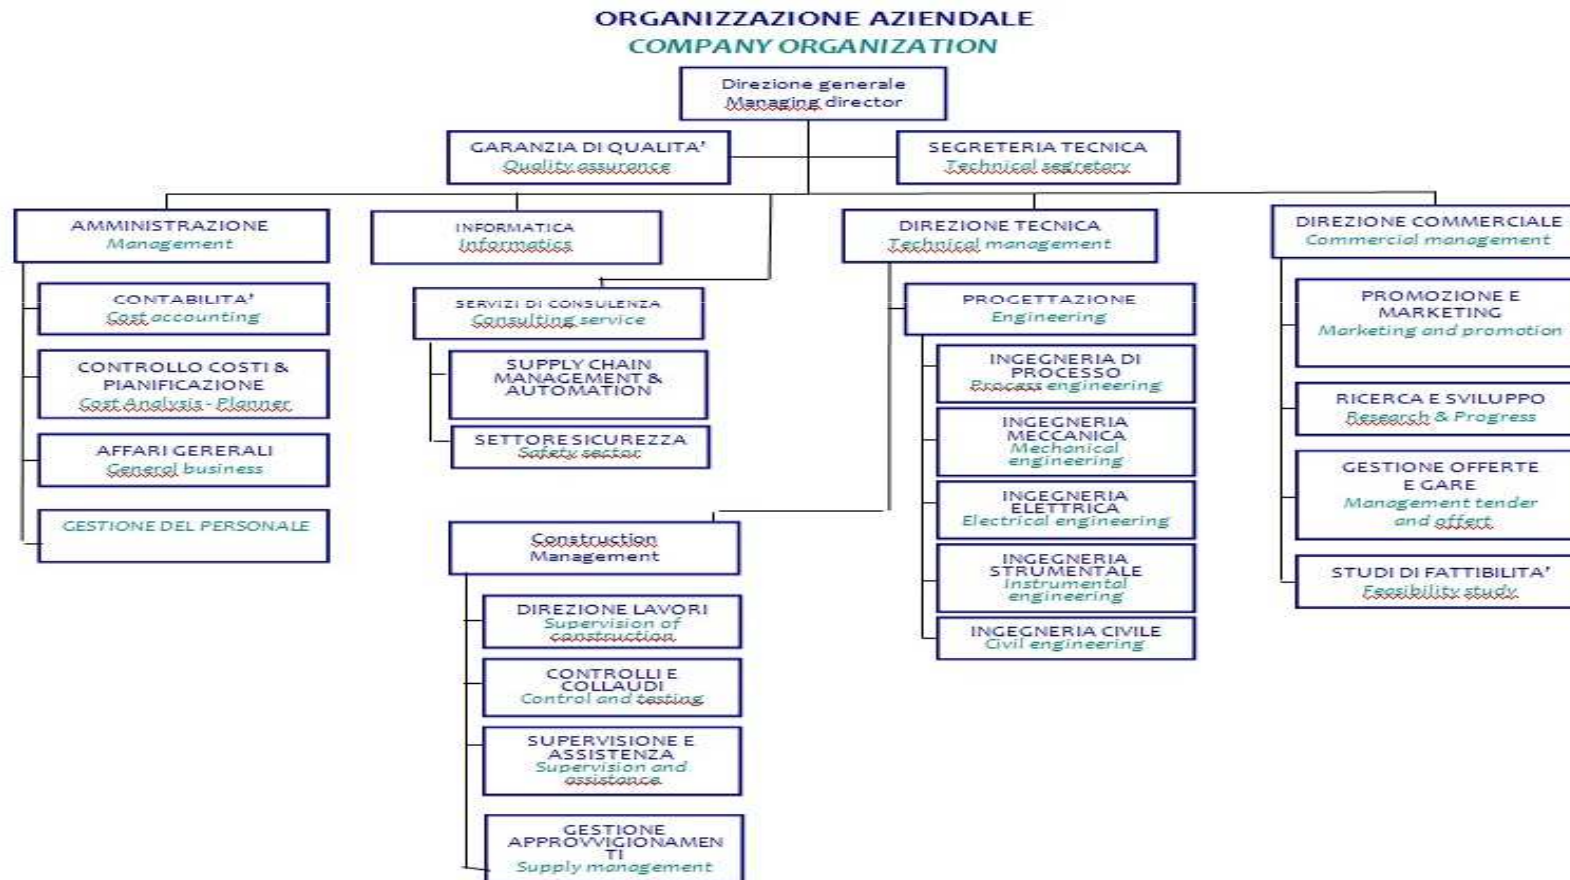 ORGANIZZAZIONE AZIENDALE
COMPANY ORGANIZATION
Direzione generale
Managing director
GARANZIA DI QUALITA’
Quality assurance
SEGRETERIA TECNICA
Technical segretary
AMMINISTRAZIONE
Management
INFORMATICA
Informatics
DIREZIONE TECNICA
Technical management
DIREZIONE COMMERCIALE
Commercial management
CONTABILITA’
Cost accounting
CONTROLLO COSTI &
PIANIFICAZIONE
Cost Analysis - Planner
AFFARI GERERALI
General business
GESTIONE DEL PERSONALE
SERVIZI DI CONSULENZA
Consulting service
SUPPLY CHAIN
MANAGEMENT &
AUTOMATION
SETTORE SICUREZZA
Safety sector
Construction
Management
DIREZIONE LAVORI
Supervision of
construction
CONTROLLI E
COLLAUDI
Control and testing
SUPERVISIONE E
ASSISTENZA
Supervision and
assistance
GESTIONE
APPROVVIGIONAMEN
TI
Supply management
PROGETTAZIONE
Engineering
INGEGNERIA DI
PROCESSO
Process engineering
INGEGNERIA
MECCANICA
Mechanical
engineering
INGEGNERIA
ELETTRICA
Electrical engineering
INGEGNERIA
STRUMENTALE
Instrumental
engineering
INGEGNERIA CIVILE
Civil engineering
PROMOZIONE E
MARKETING
Marketing and promotion
RICERCA E SVILUPPO
Research & Progress
GESTIONE OFFERTE
E GARE
Management tender
and offert
STUDI DI FATTIBILITA’
Feasibility study